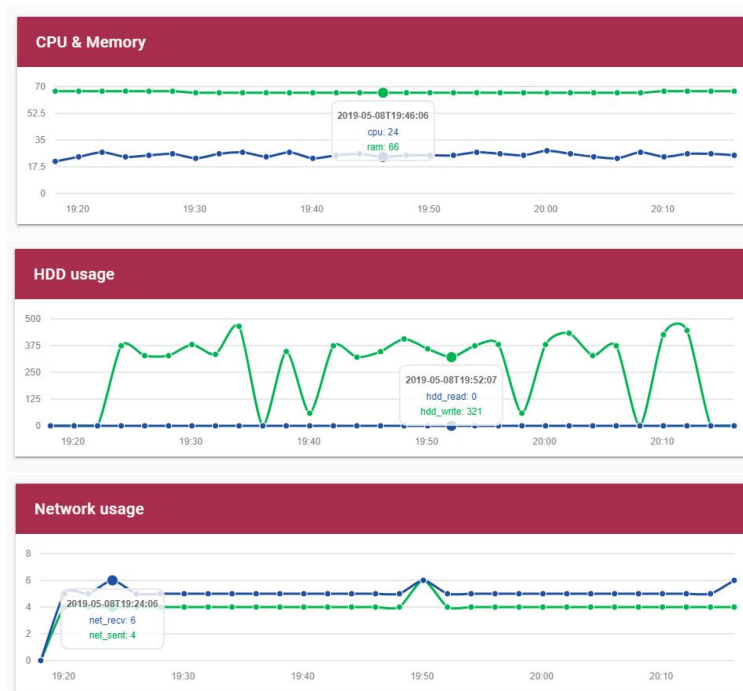 CPU & Memory
70
52.5
35
17.5
0
2019-05-08T19:46:06
cpu: 24
ram: 66
19:20 19:30 19:40 19:50 20:00 20:10
HDD usage
500
375
250
125
0
2019-05-08T19:52:07
hdd_read: 0
hdd_write: 321
19:20 19:30 19:40 19:50 20:00 20:10
Network usage
8
6
4
2
0
2019-05-08T19:24:06
net_recv: 6
net_sent: 4
19:20 19:30 19:40 19:50 20:00 20:10